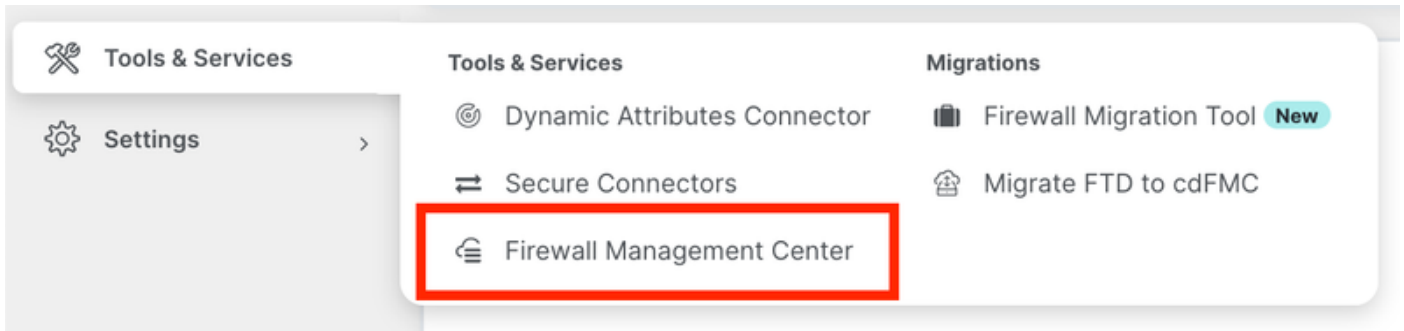 Tools & Services
Settings
Tools & Services
Dynamic Attributes Connector
Secure Connectors
Firewall Management Center
Migrations
Firewall Migration Tool New
Migrate FTD to cdFMC